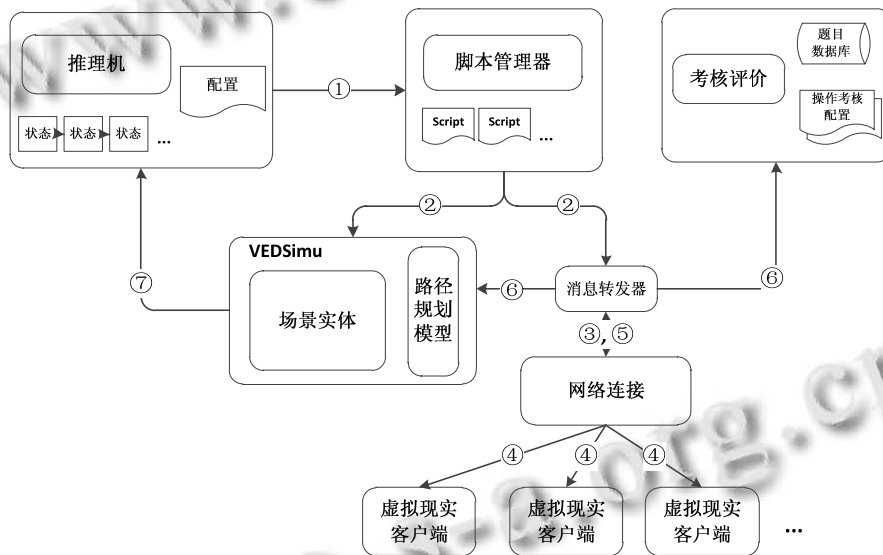 推理机
配置
状态
状态
状态
...
①
脚本管理器
Script
Script
...
考核评价
题目
数据库
操作考核
配置
②
②
⑦
VEDSimu
场景实体
路径
规划
模型
⑥
消息转发器
⑥
③, ⑤
网络连接
④
④
④
虚拟现实
客户端
虚拟现实
客户端
虚拟现实
客户端
...
www.
-a.org.cn